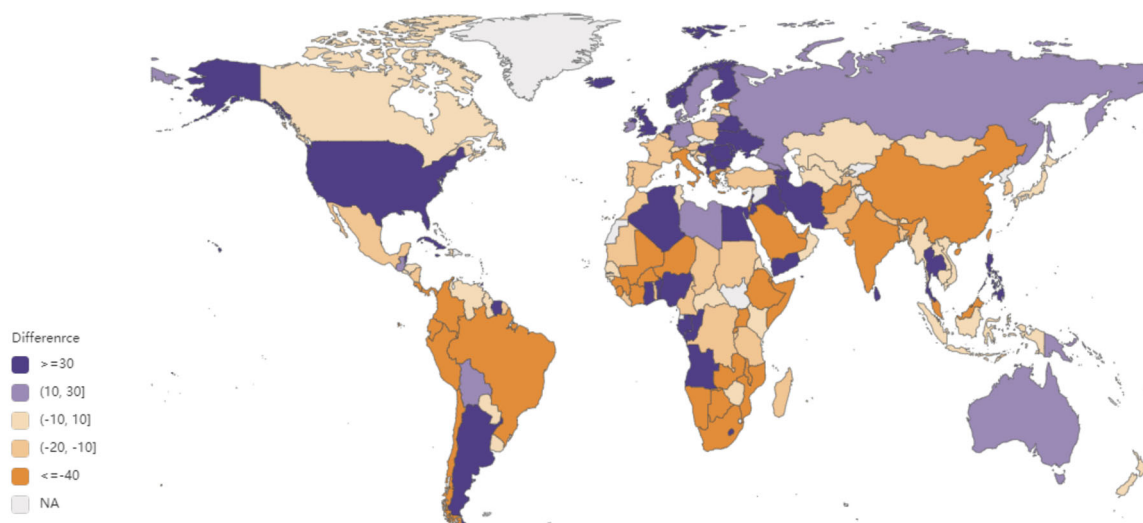 Differenrce
>=30
(10, 30]
(-10, 10]
(-20, -10]
<=-40
NA